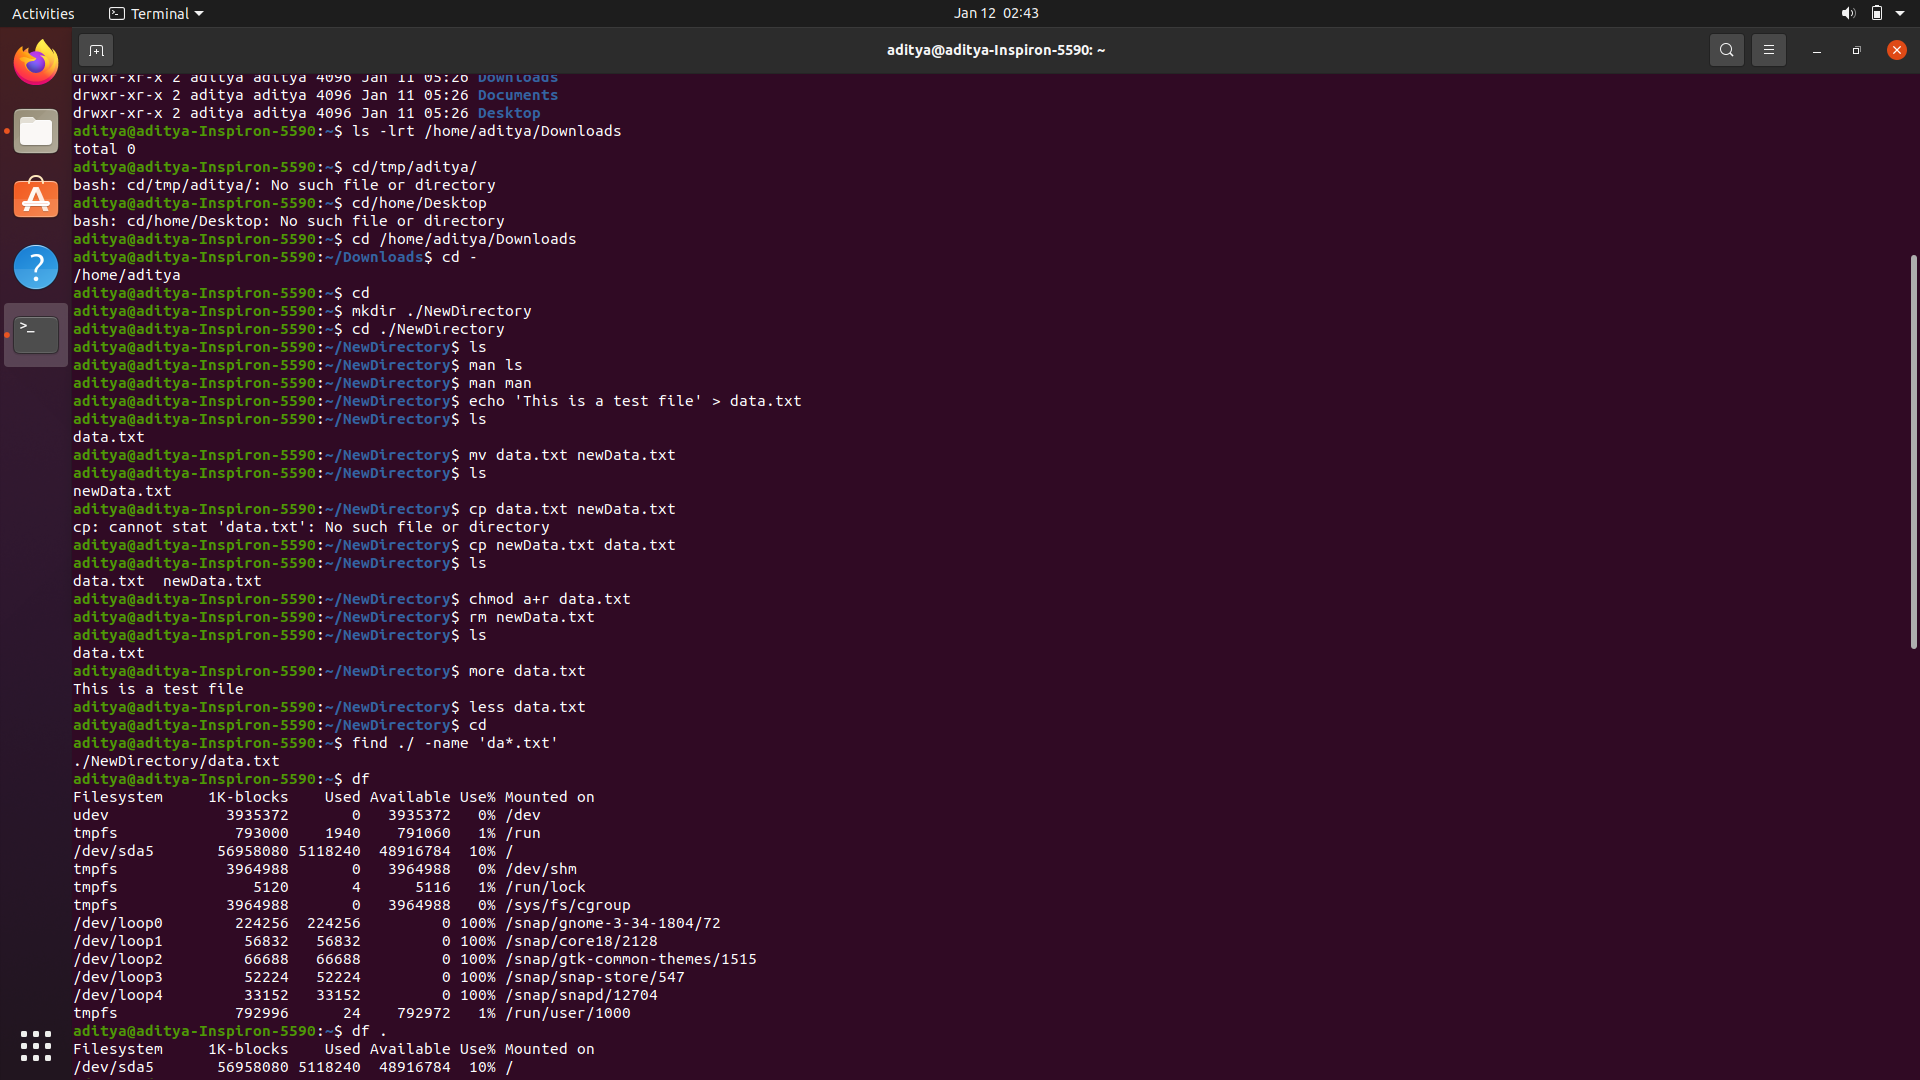 Activities Terminal Jan 12 02:43
aditya@aditya-Inspiron-5590: ~
drwxr-xr-x 2 aditya aditya 4096 Jan 11 05:26 Downloads
drwxr-xr-x 2 aditya aditya 4096 Jan 11 05:26 Documents
drwxr-xr-x 2 aditya aditya 4096 Jan 11 05:26 Desktop
aditya@aditya-Inspiron-5590:~$ ls -lrt /home/aditya/Downloads
total 0
aditya@aditya-Inspiron-5590:~$ cd/tmp/aditya/
bash: cd/tmp/aditya/: No such file or directory
aditya@aditya-Inspiron-5590:~$ cd/home/Desktop
bash: cd/home/Desktop: No such file or directory
aditya@aditya-Inspiron-5590:~$ cd /home/aditya/Downloads
aditya@aditya-Inspiron-5590:~/Downloads$ cd -
/home/aditya
aditya@aditya-Inspiron-5590:~$ cd
aditya@aditya-Inspiron-5590:~$ mkdir ./NewDirectory
aditya@aditya-Inspiron-5590:~$ cd ./NewDirectory
aditya@aditya-Inspiron-5590:~/NewDirectory$ ls
aditya@aditya-Inspiron-5590:~/NewDirectory$ man ls
aditya@aditya-Inspiron-5590:~/NewDirectory$ man man
aditya@aditya-Inspiron-5590:~/NewDirectory$ echo 'This is a test file' > data.txt
aditya@aditya-Inspiron-5590:~/NewDirectory$ ls
data.txt
aditya@aditya-Inspiron-5590:~/NewDirectory$ mv data.txt newData.txt
aditya@aditya-Inspiron-5590:~/NewDirectory$ ls
newData.txt
aditya@aditya-Inspiron-5590:~/NewDirectory$ cp data.txt newData.txt
cp: cannot stat 'data.txt': No such file or directory
aditya@aditya-Inspiron-5590:~/NewDirectory$ cp newData.txt data.txt
aditya@aditya-Inspiron-5590:~/NewDirectory$ ls
data.txt  newData.txt
aditya@aditya-Inspiron-5590:~/NewDirectory$ chmod a+r data.txt
aditya@aditya-Inspiron-5590:~/NewDirectory$ rm newData.txt
aditya@aditya-Inspiron-5590:~/NewDirectory$ ls
data.txt
aditya@aditya-Inspiron-5590:~/NewDirectory$ more data.txt
This is a test file
aditya@aditya-Inspiron-5590:~/NewDirectory$ less data.txt
aditya@aditya-Inspiron-5590:~/NewDirectory$ cd
aditya@aditya-Inspiron-5590:~$ find ./ -name 'da*.txt'
./NewDirectory/data.txt
aditya@aditya-Inspiron-5590:~$ df
Filesystem     1K-blocks    Used Available Use% Mounted on
udev             3935372       0   3935372   0% /dev
tmpfs             793000    1940    791060   1% /run
/dev/sda5       56958080 5118240  48916784  10% /
tmpfs            3964988       0   3964988   0% /dev/shm
tmpfs               5120       4      5116   1% /run/lock
tmpfs            3964988       0   3964988   0% /sys/fs/cgroup
/dev/loop0        224256  224256         0 100% /snap/gnome-3-34-1804/72
/dev/loop1         56832   56832         0 100% /snap/core18/2128
/dev/loop2         66688   66688         0 100% /snap/gtk-common-themes/1515
/dev/loop3         52224   52224         0 100% /snap/snap-store/547
/dev/loop4         33152   33152         0 100% /snap/snapd/12704
tmpfs             792996      24    792972   1% /run/user/1000
aditya@aditya-Inspiron-5590:~$ df .
Filesystem     1K-blocks    Used Available Use% Mounted on
/dev/sda5       56958080 5118240  48916784  10% /